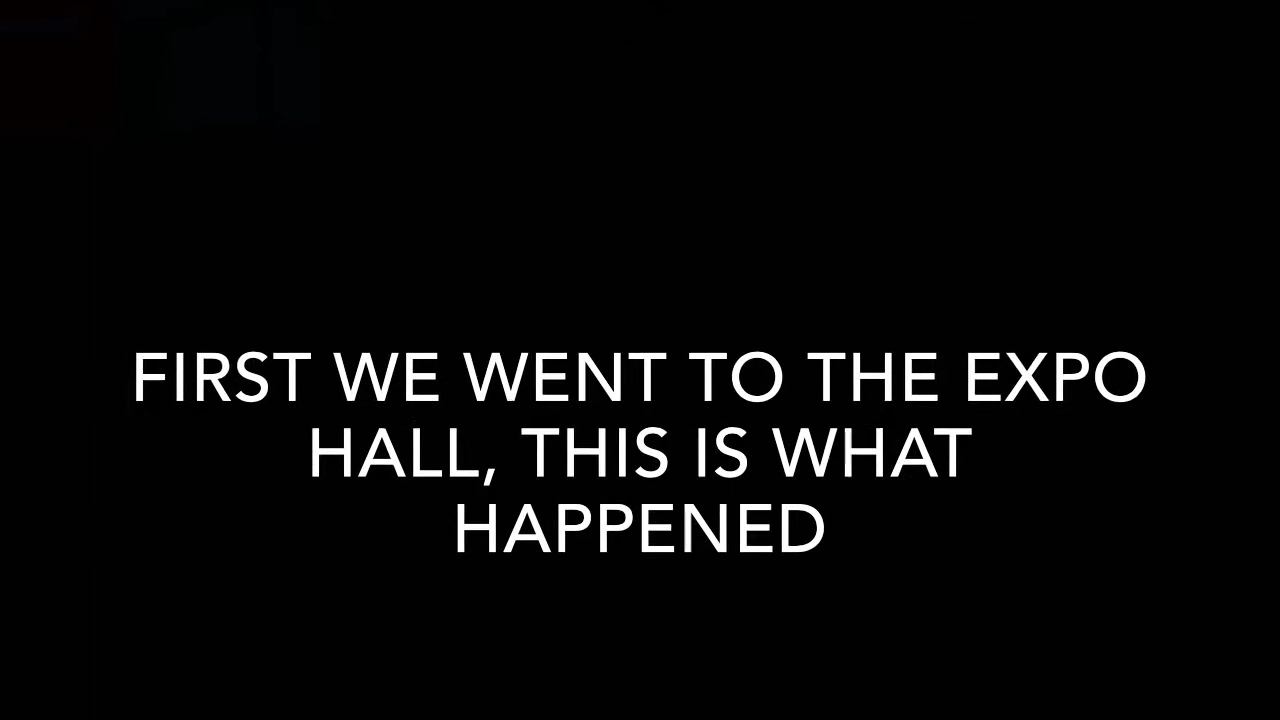 FIRST WE WENT TO THE EXPO
HALL, THIS IS WHAT
HAPPENED